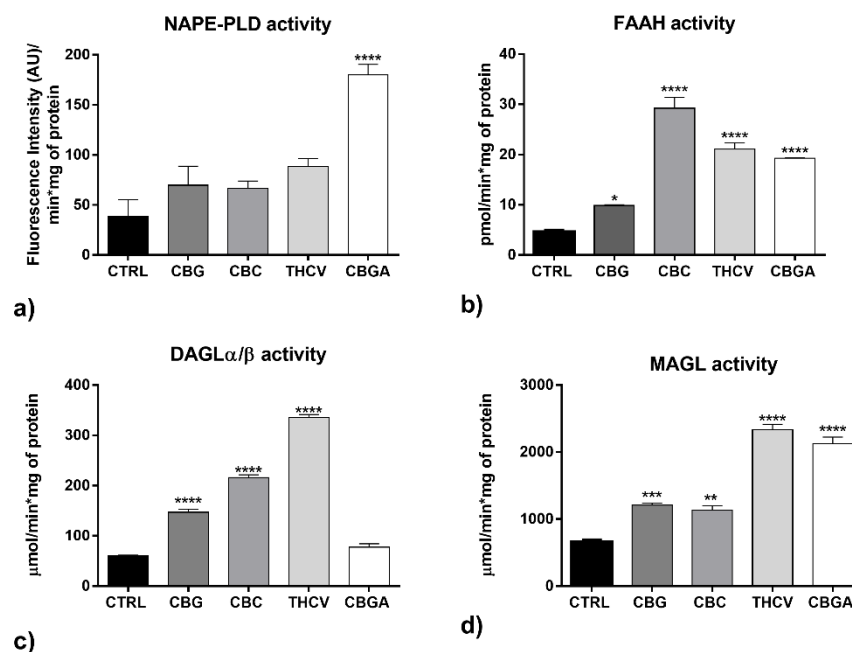 NAPE-PLD activity
Fluorescence Intensity (AU)/
min*mg of protein
200
150
100
50
0
****
CTRL CBG CBC THCV CBGA
a)
FAAH activity
pmol/min*mg of protein
40
30
20
10
0
* **** **** ****
CTRL CBG CBC THCV CBGA
b)
DAGLα/β activity
μmol/min*mg of protein
400
300
200
100
0
**** **** ****
CTRL CBG CBC THCV CBGA
c)
MAGL activity
μmol/min*mg of protein
3000
2000
1000
0
*** ** **** ****
CTRL CBG CBC THCV CBGA
d)